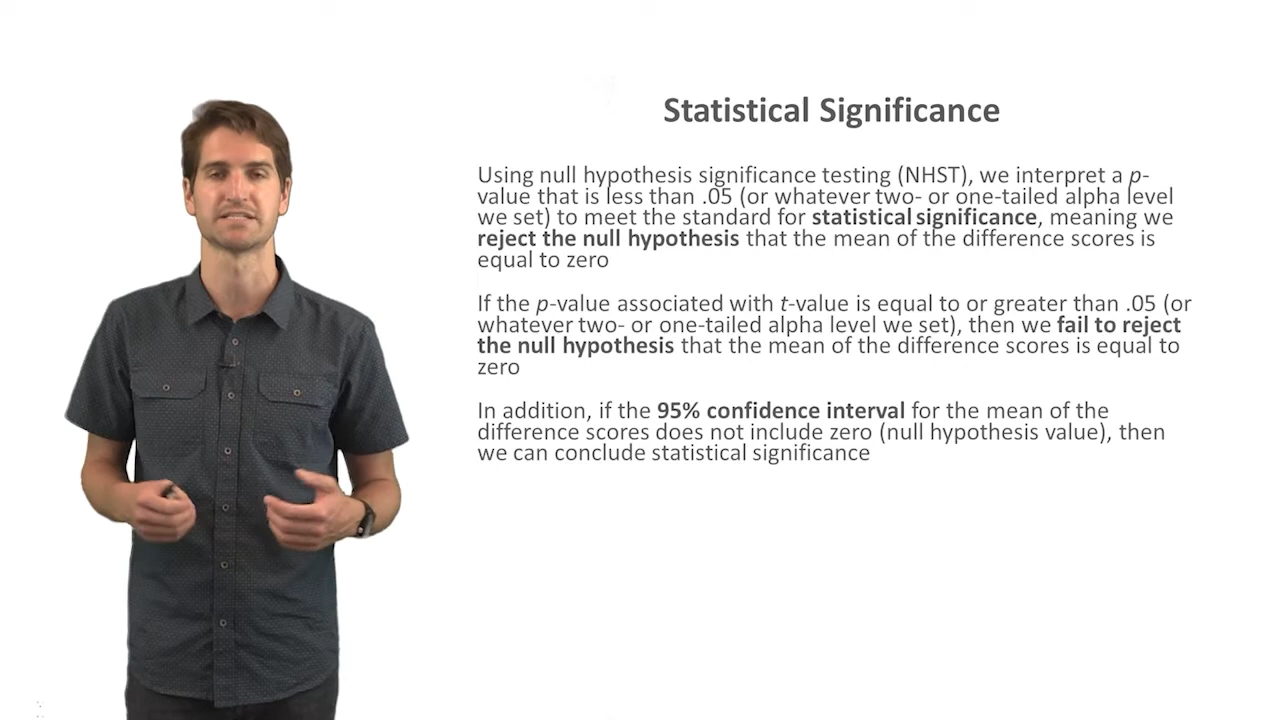 Statistical Significance
Using null hypothesis significance testing (NHST), we interpret a p-
value that is less than .05 (or whatever two- or one-tailed alpha level
we set) to meet the standard for statistical significance, meaning we
reject the null hypothesis that the mean of the difference scores is
equal to zero
If the p-value associated with t-value is equal to or greater than .05 (or
whatever two- or one-tailed alpha level we set), then we fail to reject
the null hypothesis that the mean of the difference scores is equal to
zero
In addition, if the 95% confidence interval for the mean of the
difference scores does not include zero (null hypothesis value), then
we can conclude statistical significance